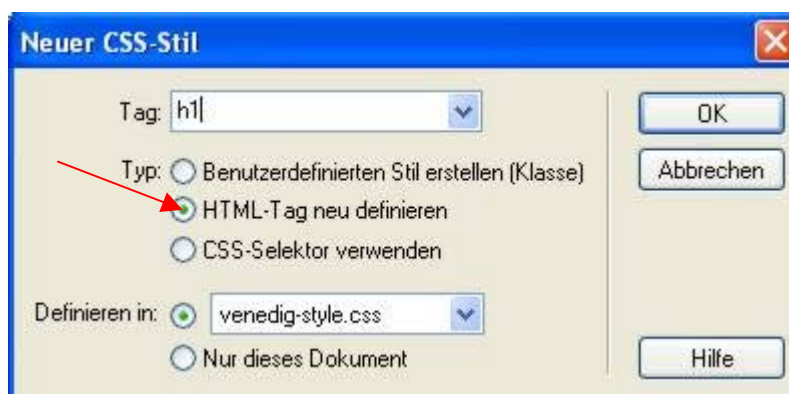 Neuer CSS-Stil
Tag: h1
OK
Typ: Benutzerdefinierten Stil erstellen (Klasse)
Abbrechen
HTML-Tag neu definieren
CSS-Selektor verwenden
Definieren in: venedig-style.css
Nur dieses Dokument
Hilfe